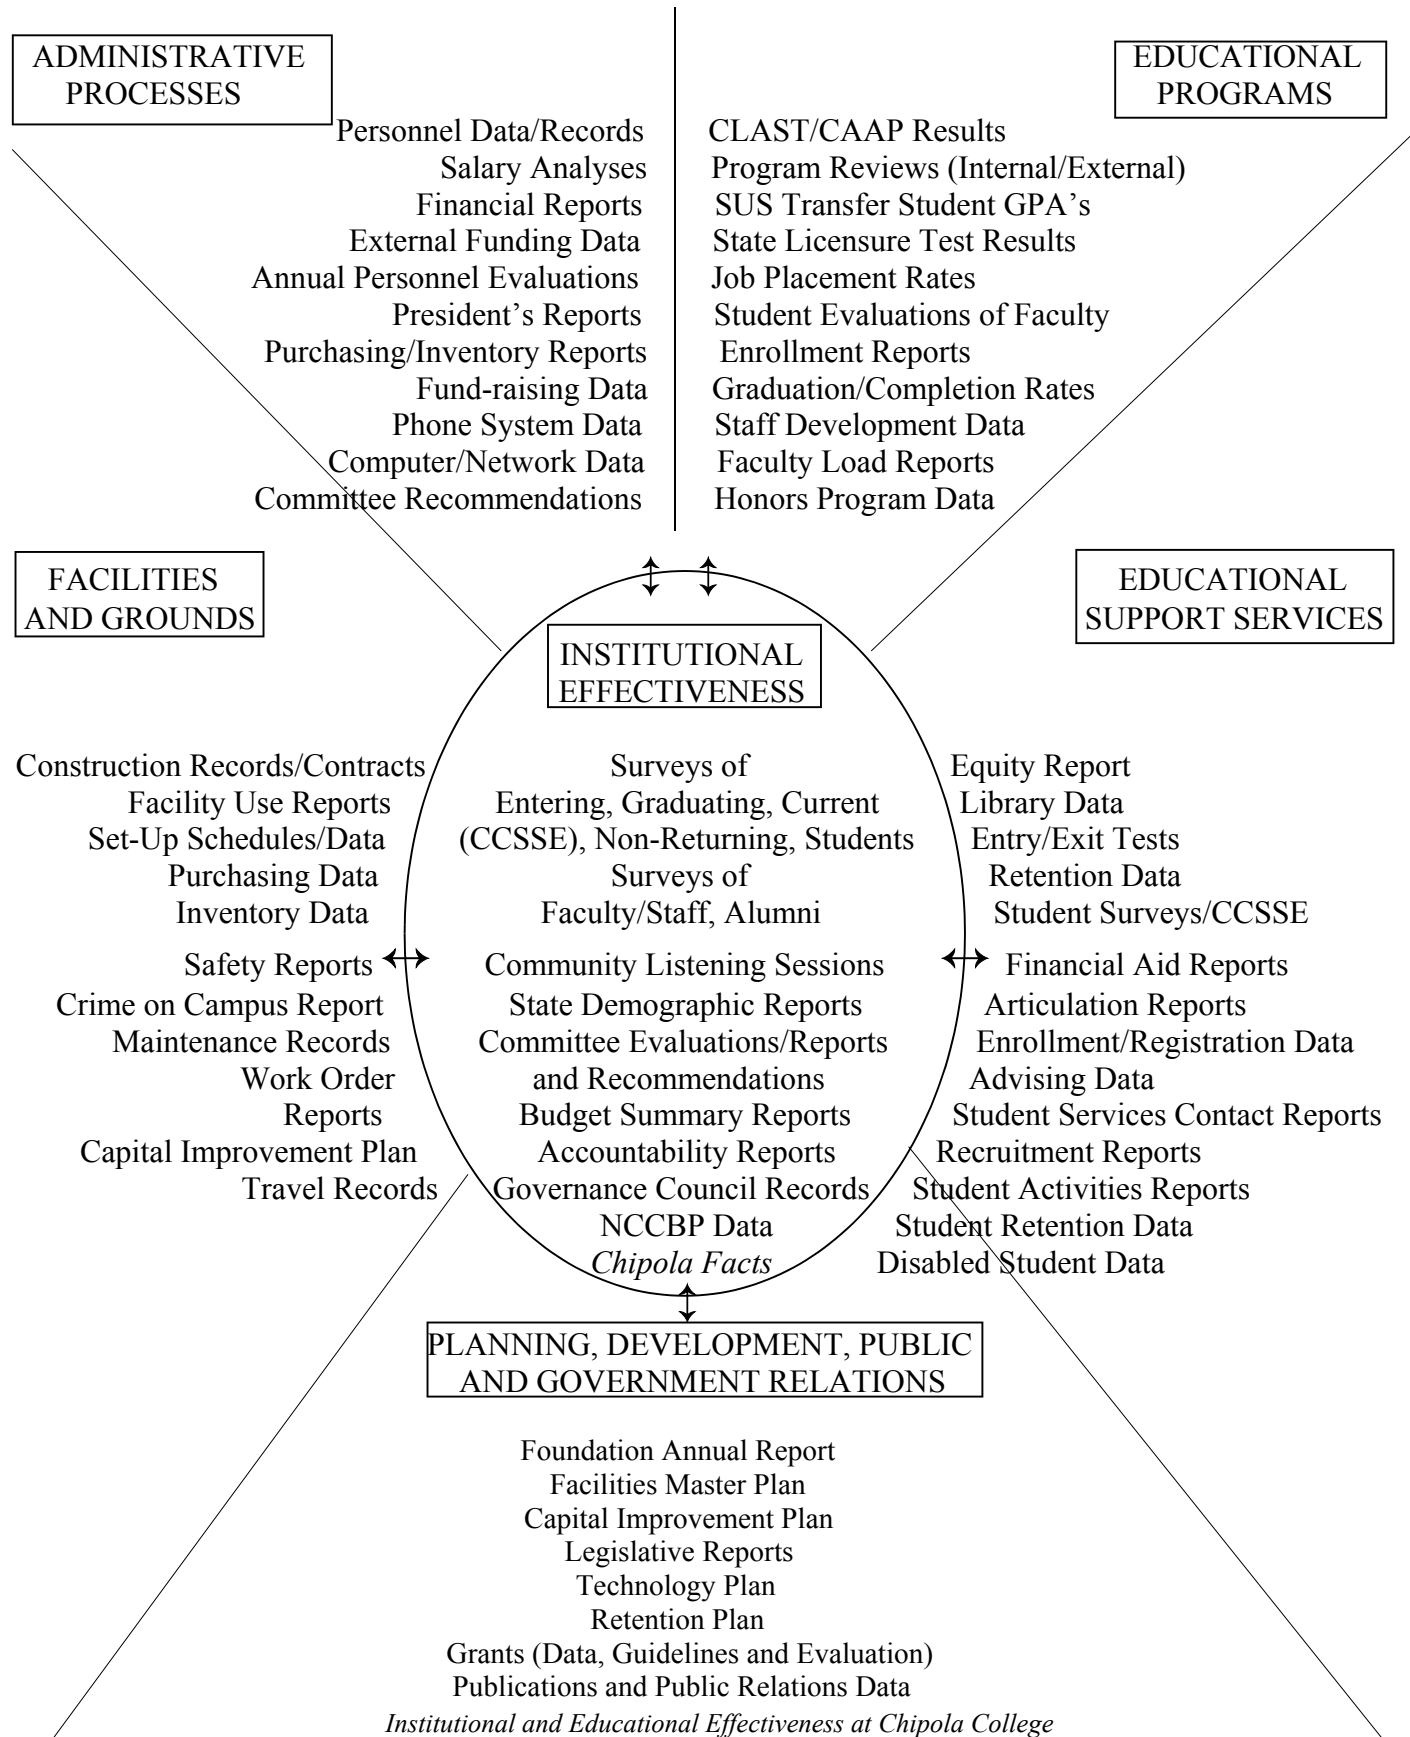 ADMINISTRATIVE
PROCESSES
Personnel Data/Records
Salary Analyses
Financial Reports
External Funding Data
Annual Personnel Evaluations
President’s Reports
Purchasing/Inventory Reports
Fund-raising Data
Phone System Data
Computer/Network Data
Committee Recommendations
EDUCATIONAL
PROGRAMS
CLAST/CAAP Results
Program Reviews (Internal/External)
SUS Transfer Student GPA’s
State Licensure Test Results
Job Placement Rates
Student Evaluations of Faculty
Enrollment Reports
Graduation/Completion Rates
Staff Development Data
Faculty Load Reports
Honors Program Data
FACILITIES
AND GROUNDS
Construction Records/Contracts
Facility Use Reports
Set-Up Schedules/Data
Purchasing Data
Inventory Data
Safety Reports
Crime on Campus Report
Maintenance Records
Work Order
Reports
Capital Improvement Plan
Travel Records
INSTITUTIONAL
EFFECTIVENESS
Surveys of
Entering, Graduating, Current
(CCSSE), Non-Returning, Students
Surveys of
Faculty/Staff, Alumni
Community Listening Sessions
State Demographic Reports
Committee Evaluations/Reports
and Recommendations
Budget Summary Reports
Accountability Reports
Governance Council Records
NCCBP Data
Chipola Facts
EDUCATIONAL
SUPPORT SERVICES
Equity Report
Library Data
Entry/Exit Tests
Retention Data
Student Surveys/CCSSE
Financial Aid Reports
Articulation Reports
Enrollment/Registration Data
Advising Data
Student Services Contact Reports
Recruitment Reports
Student Activities Reports
Student Retention Data
Disabled Student Data
PLANNING, DEVELOPMENT, PUBLIC
AND GOVERNMENT RELATIONS
Foundation Annual Report
Facilities Master Plan
Capital Improvement Plan
Legislative Reports
Technology Plan
Retention Plan
Grants (Data, Guidelines and Evaluation)
Publications and Public Relations Data
Institutional and Educational Effectiveness at Chipola College